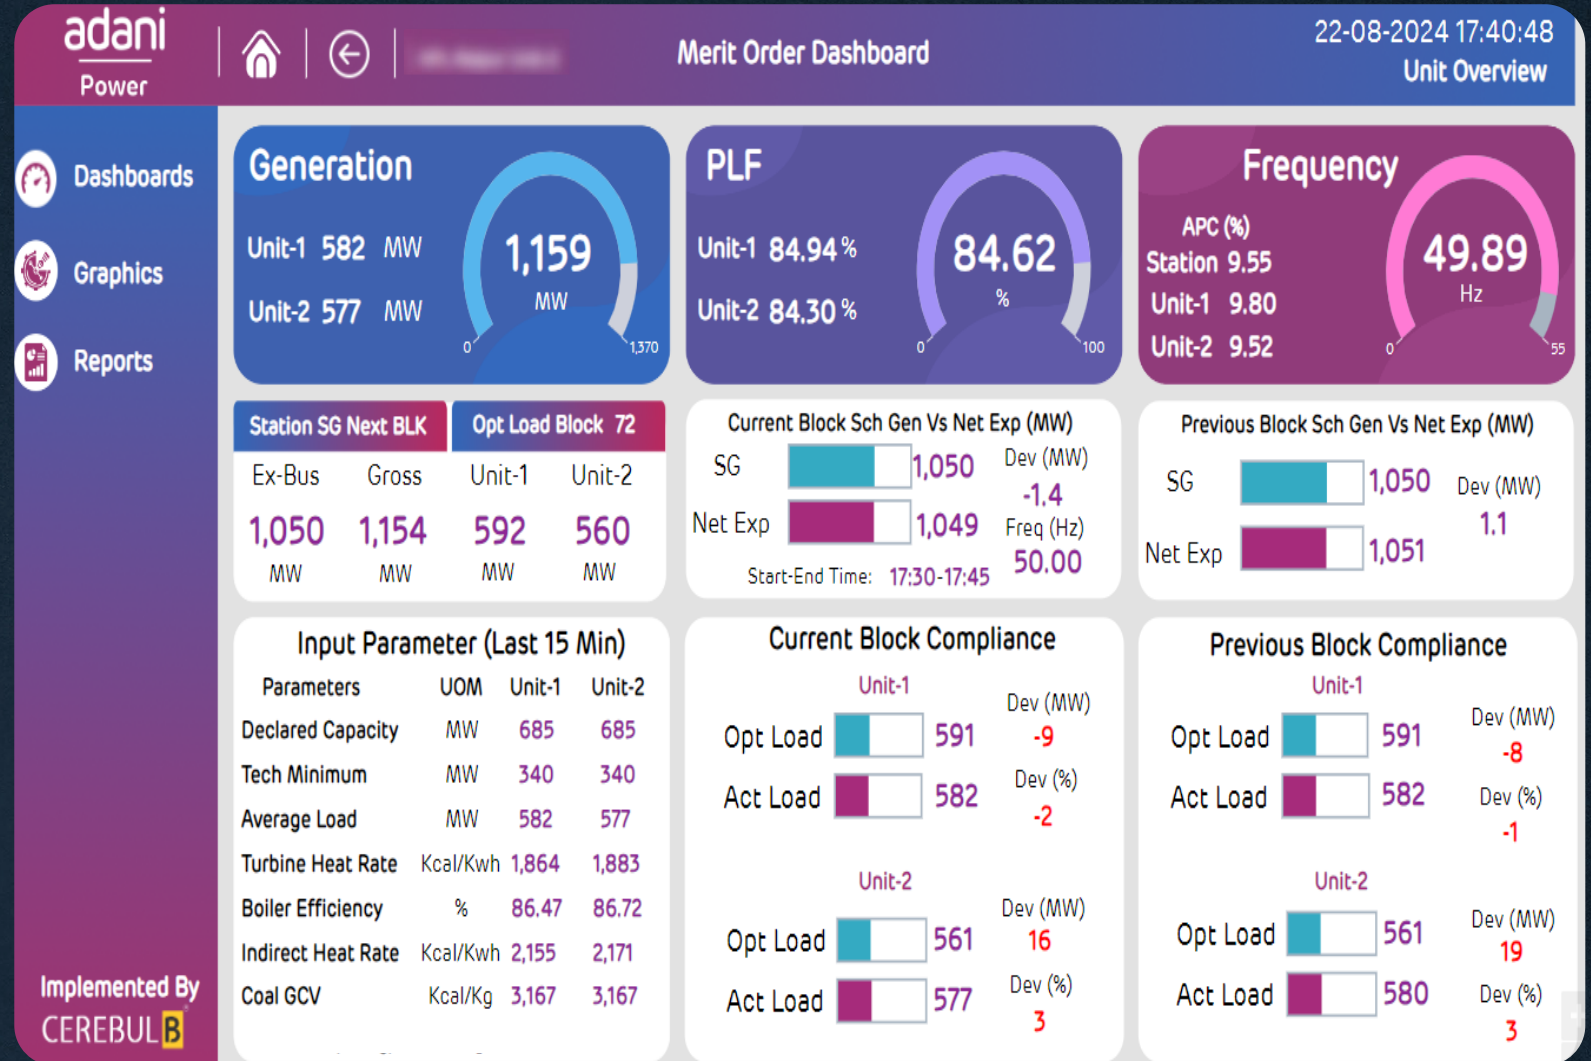 adani
Power
Merit Order Dashboard
22-08-2024 17:40:48
Unit Overview
Dashboards
Graphics
Reports
Implemented By
CEREBULB
Generation
Unit-1 582 MW
Unit-2 577 MW
1,159
MW
0
1,370
PLF
Unit-1 84.94 %
Unit-2 84.30 %
84.62
%
0
100
Frequency
APC (%)
Station 9.55
Unit-1 9.80
Unit-2 9.52
49.89
Hz
0
55
Station SG Next BLK
Opt Load Block 72
Ex-Bus Gross Unit-1 Unit-2
1,050 1,154 592 560
MW MW MW MW
Current Block Sch Gen Vs Net Exp (MW)
SG 1,050
Dev (MW)
-1.4
Net Exp 1,049
Freq (Hz)
50.00
Start-End Time: 17:30-17:45
Previous Block Sch Gen Vs Net Exp (MW)
SG 1,050
Dev (MW)
1.1
Net Exp 1,051
Input Parameter (Last 15 Min)
Parameters UOM Unit-1 Unit-2
Declared Capacity MW 685 685
Tech Minimum MW 340 340
Average Load MW 582 577
Turbine Heat Rate Kcal/Kwh 1,864 1,883
Boiler Efficiency % 86.47 86.72
Indirect Heat Rate Kcal/Kwh 2,155 2,171
Coal GCV Kcal/Kg 3,167 3,167
Current Block Compliance
Unit-1
Opt Load 591
Dev (MW)
-9
Act Load 582
Dev (%)
-2
Unit-2
Opt Load 561
Dev (MW)
16
Act Load 577
Dev (%)
3
Previous Block Compliance
Unit-1
Opt Load 591
Dev (MW)
-8
Act Load 582
Dev (%)
-1
Unit-2
Opt Load 561
Dev (MW)
19
Act Load 580
Dev (%)
3